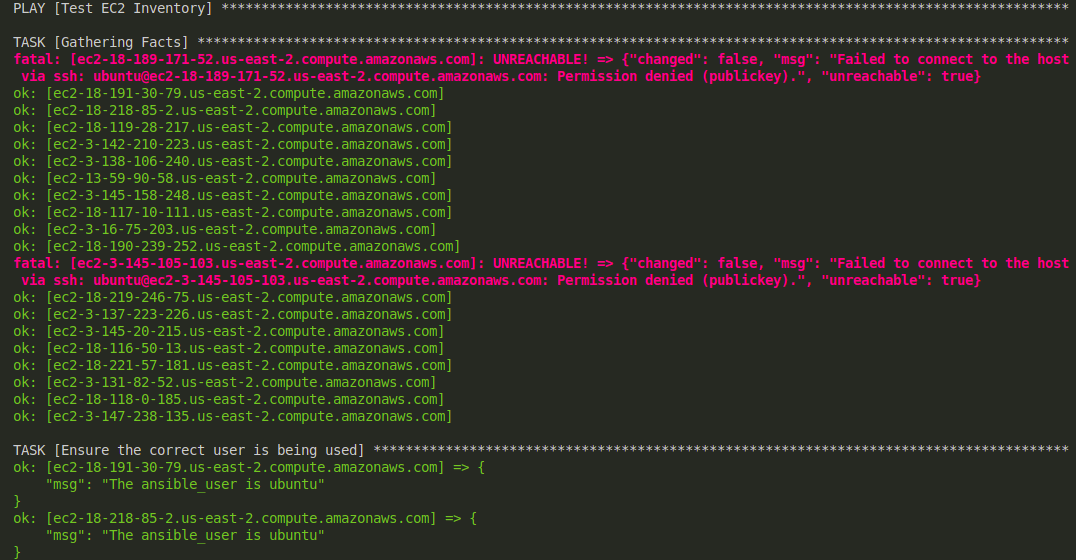 PLAY [Test EC2 Inventory] **********************************************************************************************************
TASK [Gathering Facts] *************************************************************************************************************
fatal: [ec2-18-189-171-52.us-east-2.compute.amazonaws.com]: UNREACHABLE! => {"changed": false, "msg": "Failed to connect to the host
via ssh: ubuntu@ec2-18-189-171-52.us-east-2.compute.amazonaws.com: Permission denied (publickey).", "unreachable": true}
ok: [ec2-18-191-30-79.us-east-2.compute.amazonaws.com]
ok: [ec2-18-218-85-2.us-east-2.compute.amazonaws.com]
ok: [ec2-18-119-28-217.us-east-2.compute.amazonaws.com]
ok: [ec2-3-142-210-223.us-east-2.compute.amazonaws.com]
ok: [ec2-3-138-106-240.us-east-2.compute.amazonaws.com]
ok: [ec2-13-59-90-58.us-east-2.compute.amazonaws.com]
ok: [ec2-3-145-158-248.us-east-2.compute.amazonaws.com]
ok: [ec2-18-117-10-111.us-east-2.compute.amazonaws.com]
ok: [ec2-3-16-75-203.us-east-2.compute.amazonaws.com]
ok: [ec2-18-190-239-252.us-east-2.compute.amazonaws.com]
fatal: [ec2-3-145-105-103.us-east-2.compute.amazonaws.com]: UNREACHABLE! => {"changed": false, "msg": "Failed to connect to the host
via ssh: ubuntu@ec2-3-145-105-103.us-east-2.compute.amazonaws.com: Permission denied (publickey).", "unreachable": true}
ok: [ec2-18-219-246-75.us-east-2.compute.amazonaws.com]
ok: [ec2-3-137-223-226.us-east-2.compute.amazonaws.com]
ok: [ec2-3-145-20-215.us-east-2.compute.amazonaws.com]
ok: [ec2-18-116-50-13.us-east-2.compute.amazonaws.com]
ok: [ec2-18-221-57-181.us-east-2.compute.amazonaws.com]
ok: [ec2-3-131-82-52.us-east-2.compute.amazonaws.com]
ok: [ec2-18-118-0-185.us-east-2.compute.amazonaws.com]
ok: [ec2-3-147-238-135.us-east-2.compute.amazonaws.com]
TASK [Ensure the correct user is being used] ***************************************************************************************
ok: [ec2-18-191-30-79.us-east-2.compute.amazonaws.com] => {
    "msg": "The ansible_user is ubuntu"
}
ok: [ec2-18-218-85-2.us-east-2.compute.amazonaws.com] => {
    "msg": "The ansible_user is ubuntu"
}